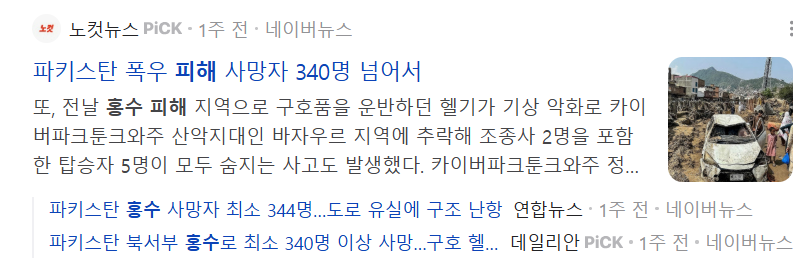 노컷 노컷뉴스 PiCK · 1주 전 · 네이버뉴스
파키스탄 폭우 피해 사망자 340명 넘어서
또, 전날 홍수 피해 지역으로 구호품을 운반하던 헬기가 기상 악화로 카이
버파크툰크와주 산악지대인 바자우르 지역에 추락해 조종사 2명을 포함
한 탑승자 5명이 모두 숨지는 사고도 발생했다. 카이버파크툰크와주 정...
파키스탄 홍수 사망자 최소 344명...도로 유실에 구조 난항 연합뉴스 · 1주 전 · 네이버뉴스
파키스탄 북서부 홍수로 최소 340명 이상 사망...구호 헬... 데일리안 PiCK · 1주 전 · 네이버뉴스